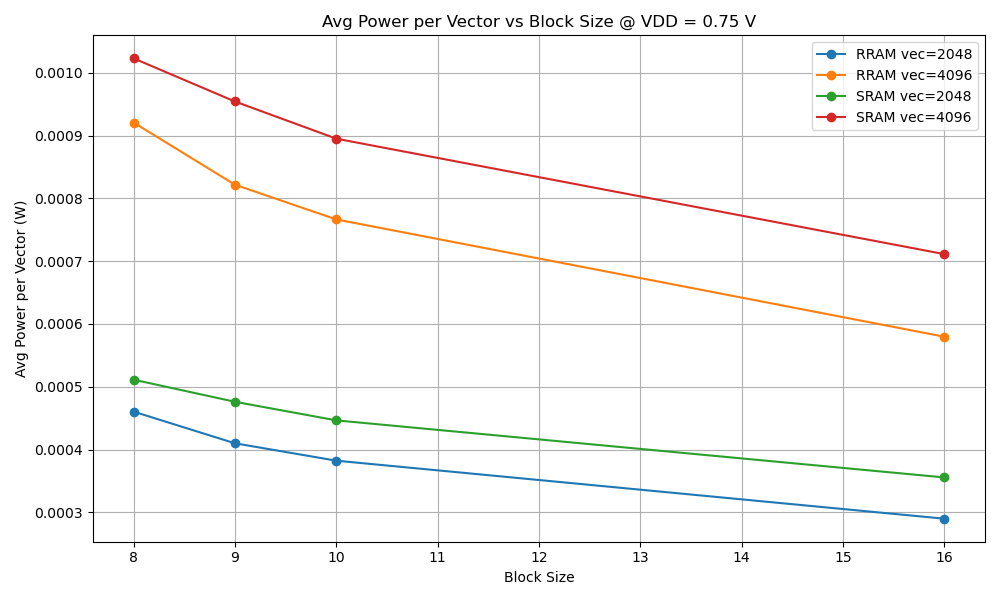 Avg Power per Vector vs Block Size @ VDD = 0.75 V
RRAM vec=2048
RRAM vec=4096
SRAM vec=2048
SRAM vec=4096
Avg Power per Vector (W)
0.0010
0.0009
0.0008
0.0007
0.0006
0.0005
0.0004
0.0003
8 9 10 11 12 13 14 15 16
Block Size